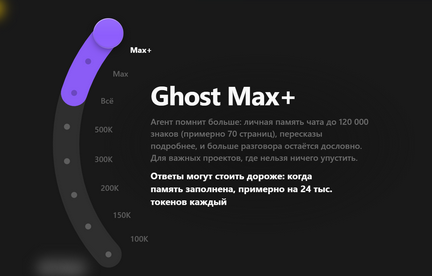 Max+
Max
Всё
500K
300K
200K
150K
100K
Ghost Max+
Агент помнит больше: личная память чата до 120 000
знаков (примерно 70 страниц), пересказы
подробнее, и больше разговора остаётся дословно.
Для важных проектов, где нельзя ничего упустить.
Ответы могут стоить дороже: когда
память заполнена, примерно на 24 тыс.
токенов каждый